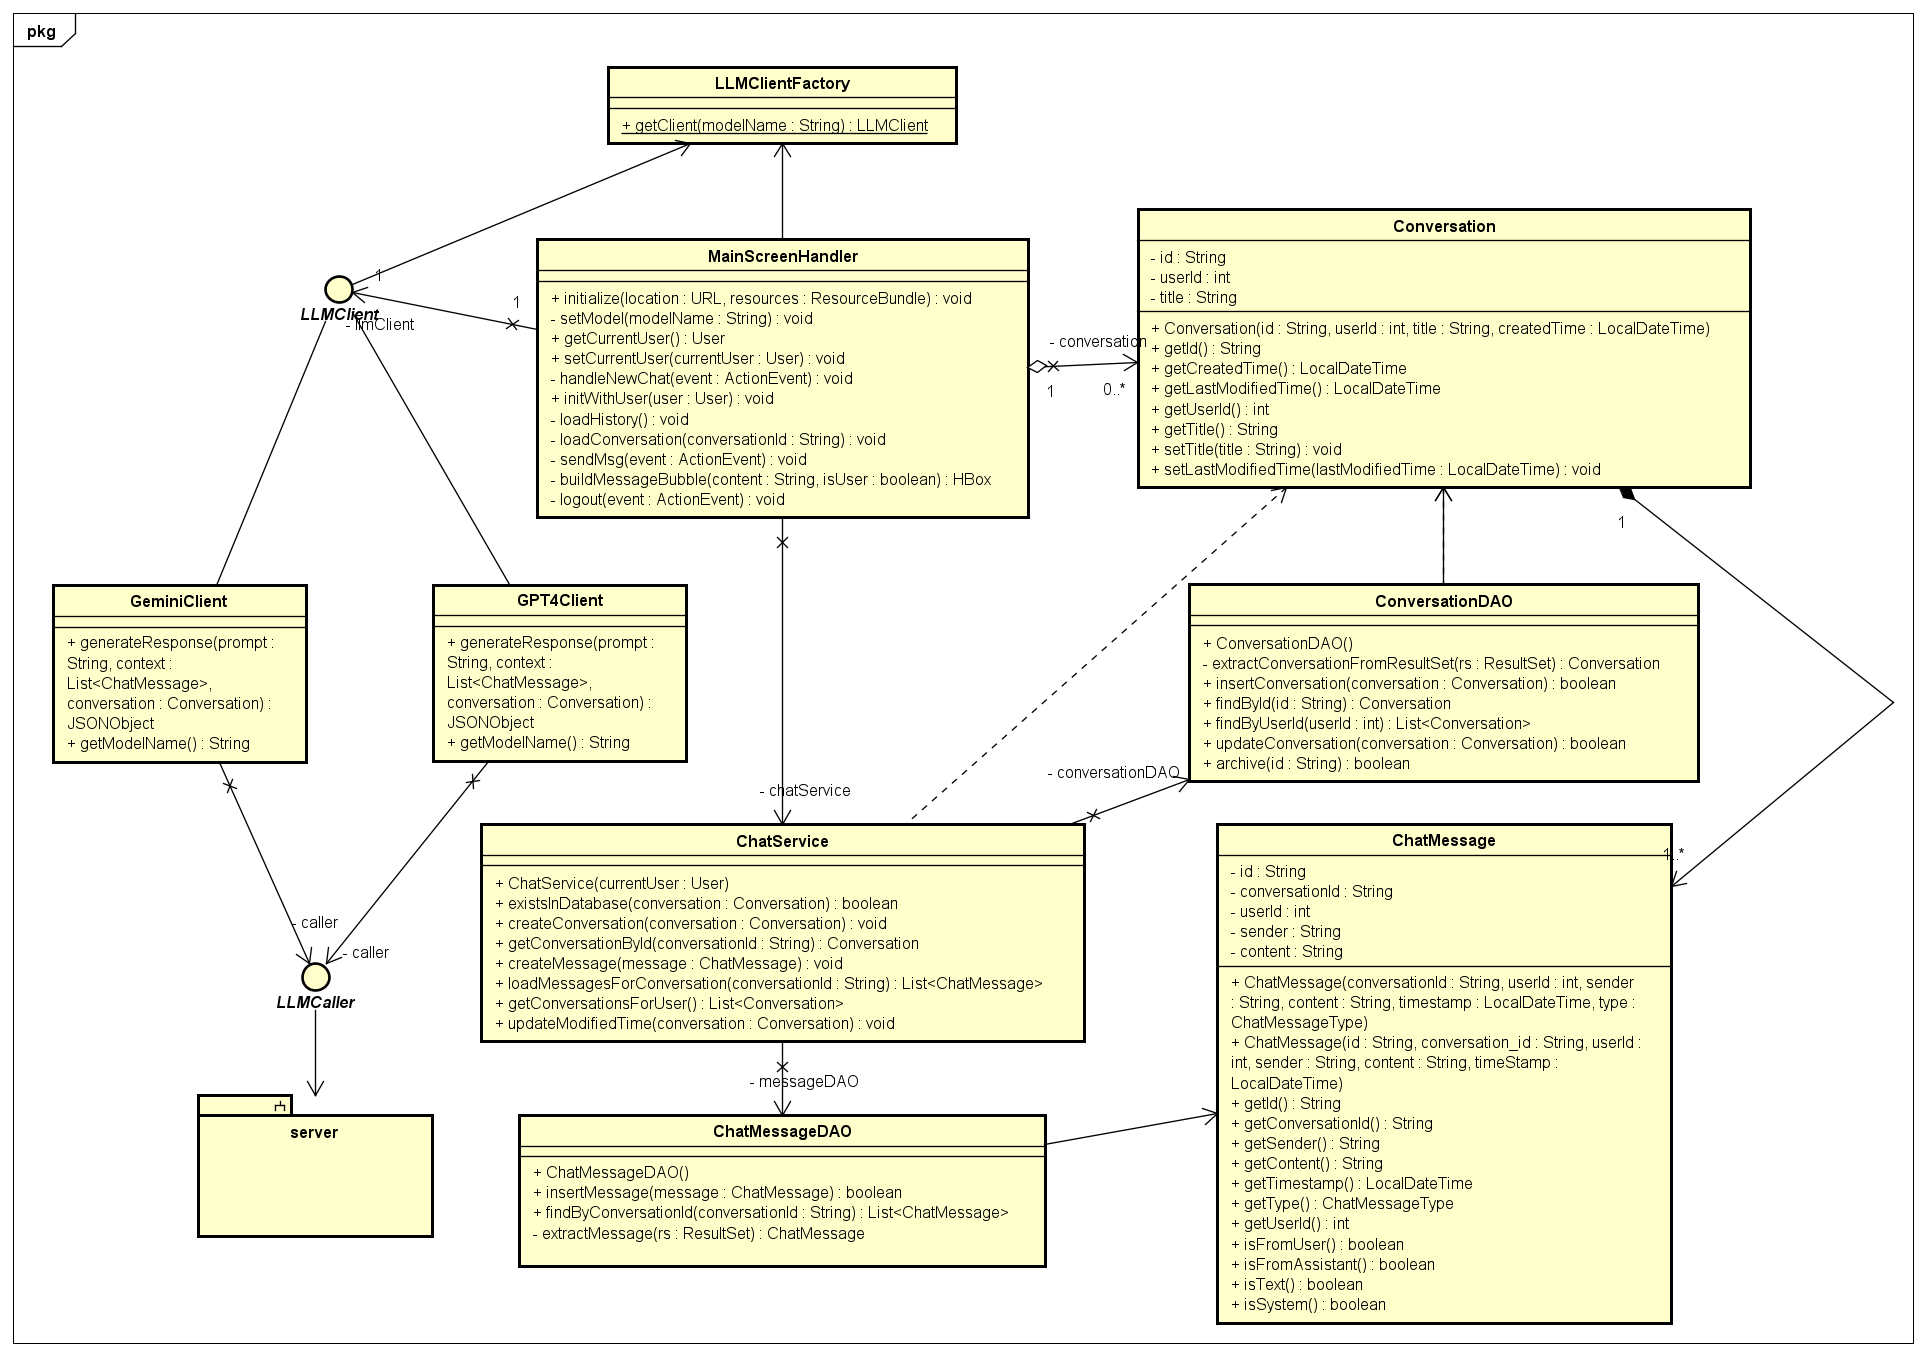 pkg
LLMClientFactory
+ getClient(modelName : String) : LLMClient
MainScreenHandler
+ initialize(location : URL, resources : ResourceBundle) : void
- setModel(modelName : String) : void
+ getCurrentUser() : User
+ setCurrentUser(currentUser : User) : void
- handleNewChat(event : ActionEvent) : void
+ initWithUser(user : User) : void
- loadHistory() : void
- loadConversation(conversationId : String) : void
- sendMsg(event : ActionEvent) : void
- buildMessageBubble(content : String, isUser : boolean) : HBox
- logout(event : ActionEvent) : void
1
1
LLMClient
- llmClient
- conversation
1
0..*
Conversation
- id : String
- userId : int
- title : String
+ Conversation(id : String, userId : int, title : String, createdTime : LocalDateTime)
+ getId() : String
+ getCreatedTime() : LocalDateTime
+ getLastModifiedTime() : LocalDateTime
+ getUserId() : int
+ getTitle() : String
+ setTitle(title : String) : void
+ setLastModifiedTime(lastModifiedTime : LocalDateTime) : void
1
GeminiClient
+ generateResponse(prompt :
String, context :
List<ChatMessage>,
conversation : Conversation) :
JSONObject
+ getModelName() : String
GPT4Client
+ generateResponse(prompt :
String, context :
List<ChatMessage>,
conversation : Conversation) :
JSONObject
+ getModelName() : String
ConversationDAO
+ ConversationDAO()
- extractConversationFromResultSet(rs : ResultSet) : Conversation
+ insertConversation(conversation : Conversation) : boolean
+ findById(id : String) : Conversation
+ findByUserId(userId : int) : List<Conversation>
+ updateConversation(conversation : Conversation) : boolean
+ archive(id : String) : boolean
- conversationDAO
- chatService
ChatService
+ ChatService(currentUser : User)
+ existsInDatabase(conversation : Conversation) : boolean
+ createConversation(conversation : Conversation) : void
+ getConversationById(conversationId : String) : Conversation
+ createMessage(message : ChatMessage) : void
+ loadMessagesForConversation(conversationId : String) : List<ChatMessage>
+ getConversationsForUser() : List<Conversation>
+ updateModifiedTime(conversation : Conversation) : void
1..*
ChatMessage
- id : String
- conversationId : String
- userId : int
- sender : String
- content : String
+ ChatMessage(conversationId : String, userId : int, sender
: String, content : String, timestamp : LocalDateTime, type :
ChatMessageType)
+ ChatMessage(id : String, conversation_id : String, userId :
int, sender : String, content : String, timeStamp :
LocalDateTime)
+ getId() : String
+ getConversationId() : String
+ getSender() : String
+ getContent() : String
+ getTimestamp() : LocalDateTime
+ getType() : ChatMessageType
+ getUserId() : int
+ isFromUser() : boolean
+ isFromAssistant() : boolean
+ isText() : boolean
+ isSystem() : boolean
- caller
- caller
LLMCaller
server
- messageDAO
ChatMessageDAO
+ ChatMessageDAO()
+ insertMessage(message : ChatMessage) : boolean
+ findByConversationId(conversationId : String) : List<ChatMessage>
- extractMessage(rs : ResultSet) : ChatMessage